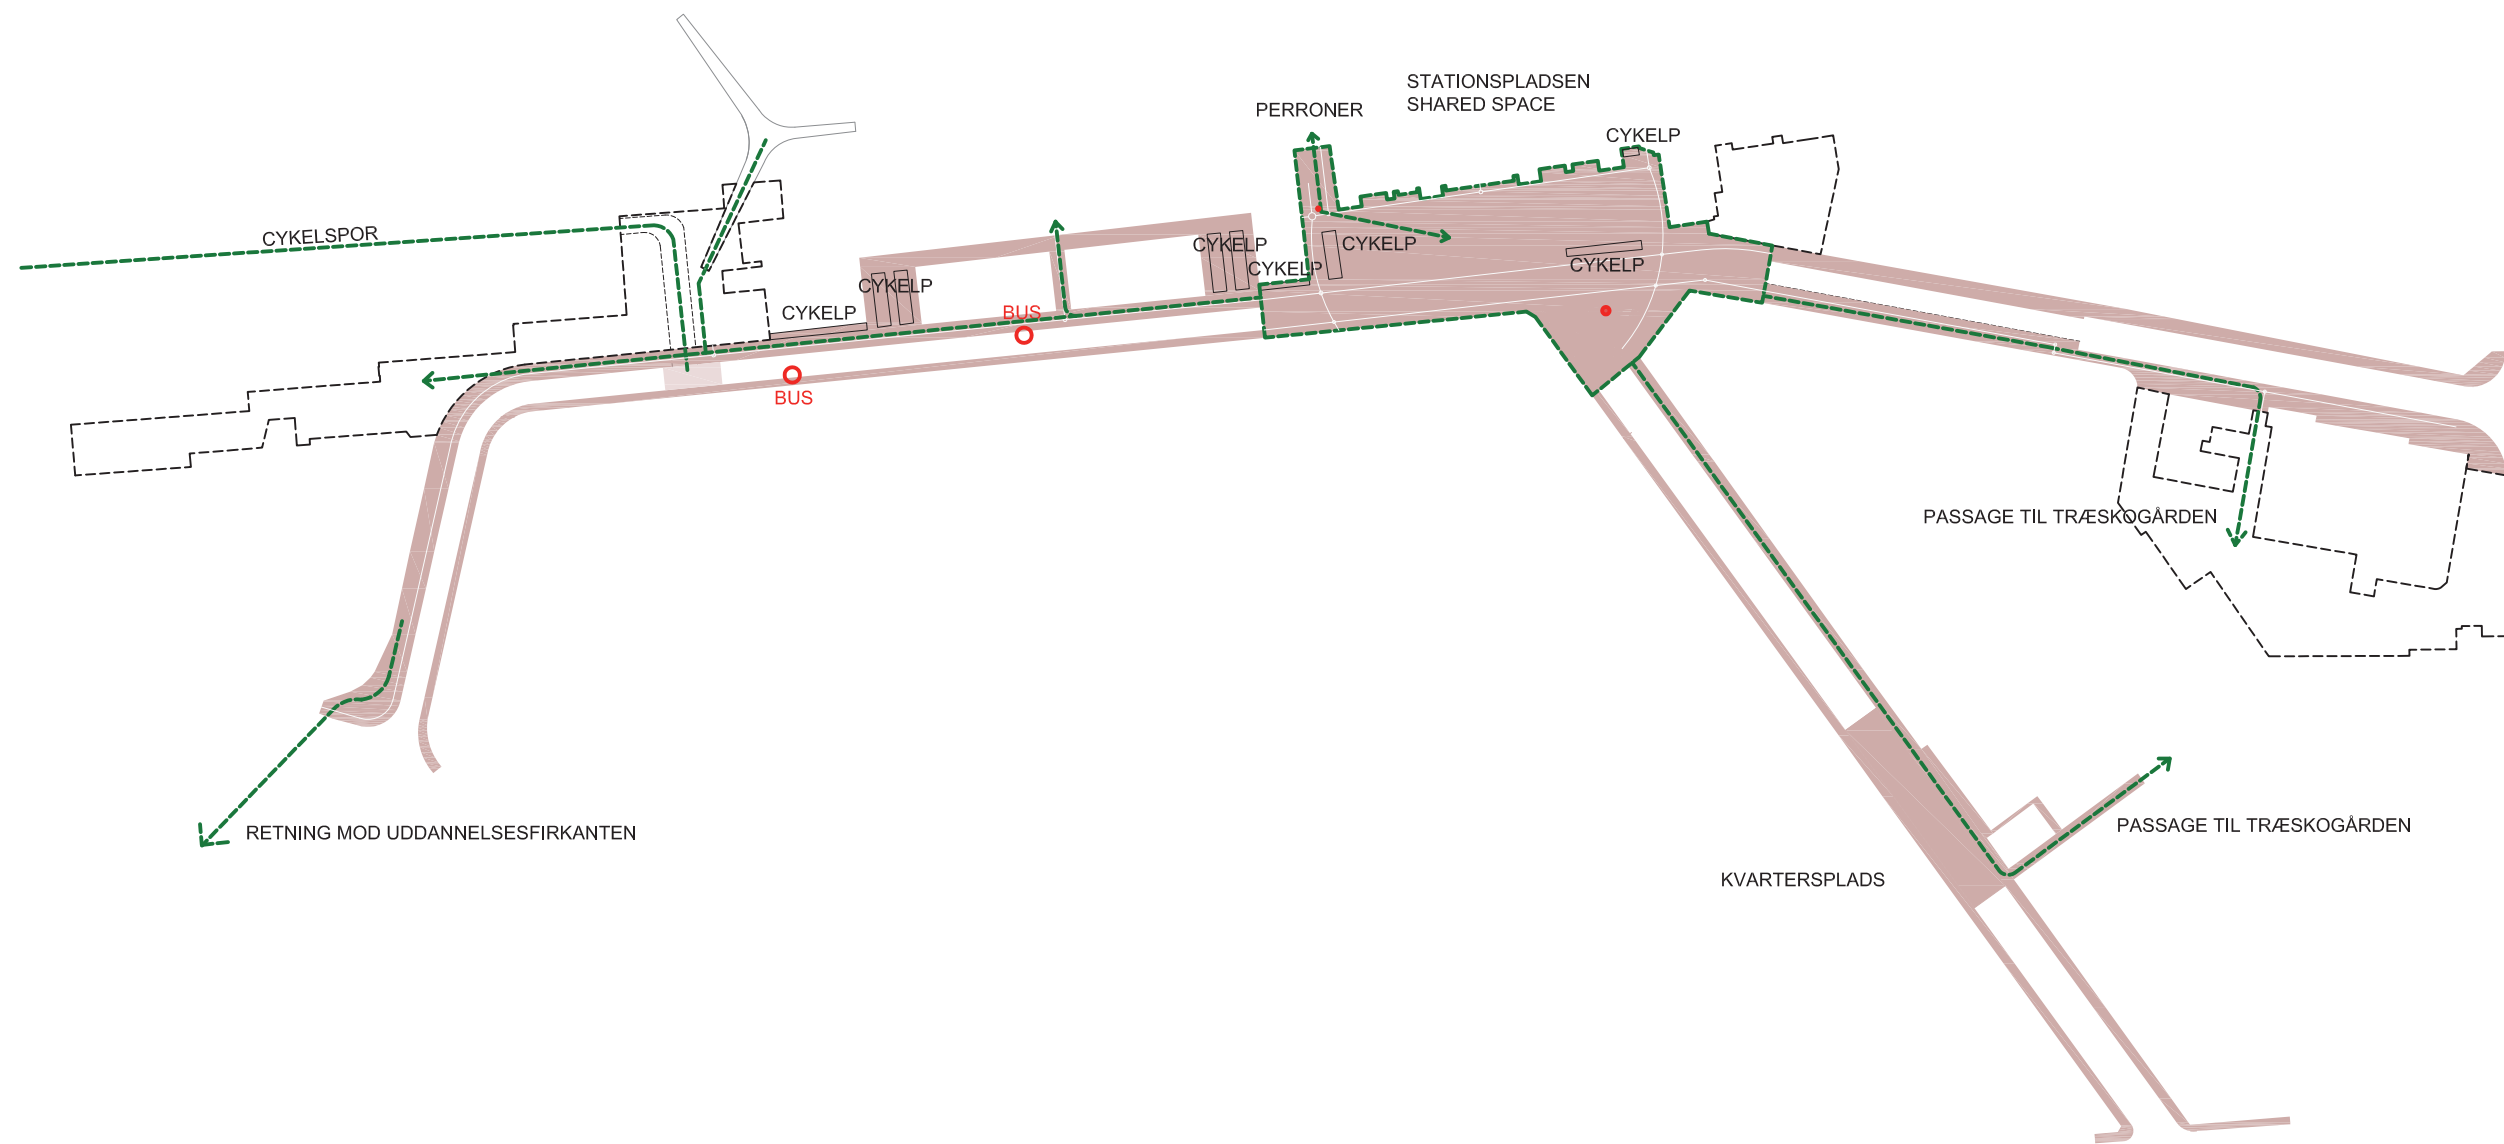 STATIONSPLADSEN
SHARED SPACE
PERRONER
CYKELP
CYKELSPOR
CYKELP
CYKELP
CYKELP
CYKELP
CYKELP
CYKELP
BUS
BUS
PASSAGE TIL TRÆSKOGÅRDEN
RETNING MOD UDDANNELSESFIRKANTEN
PASSAGE TIL TRÆSKOGÅRDEN
KVARTERSPLADS